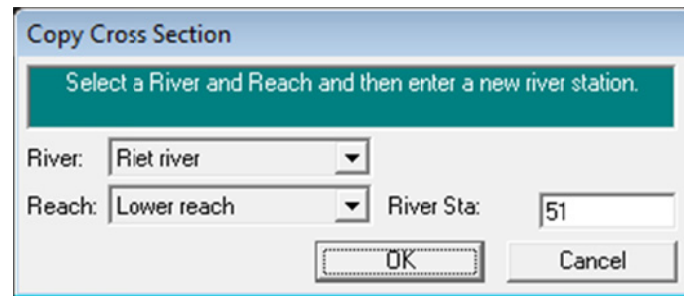 Copy Cross Section
Select a River and Reach and then enter a new river station.
River: Riet river
Reach: Lower reach River Sta: 51
OK Cancel